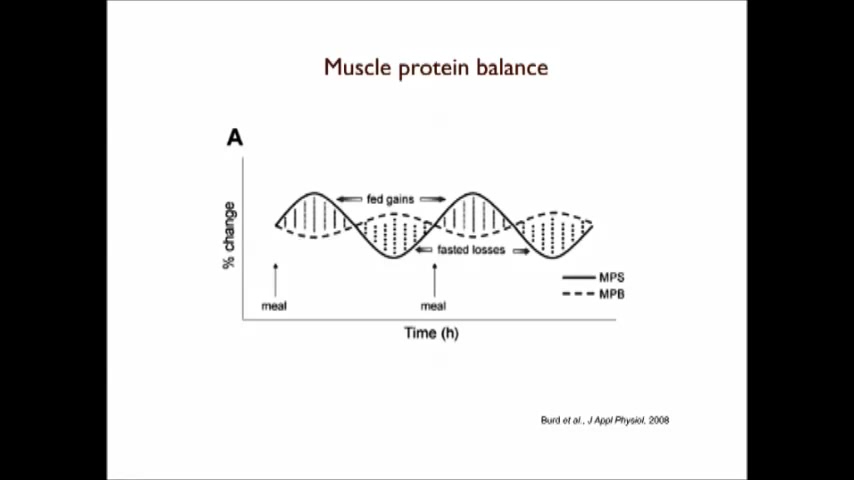 Muscle protein balance
A
% change
fed gains
fasted losses
meal
meal
MPS
MPB
Time (h)
Burd et al., J Appl Physiol, 2008